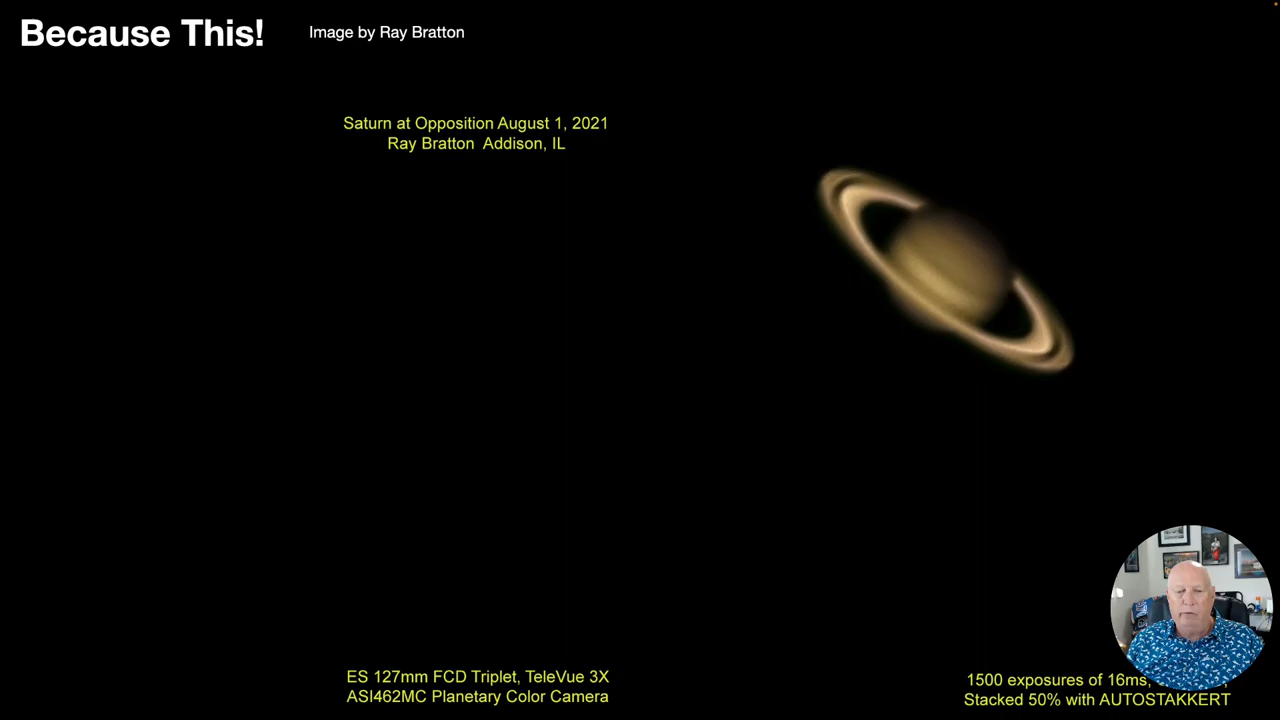 Because This!
Image by Ray Bratton
Saturn at Opposition August 1, 2021
Ray Bratton Addison, IL
ES 127mm FCD Triplet, TeleVue 3X
ASI462MC Planetary Color Camera
1500 exposures of 16ms,
Stacked 50% with AUTOSTAKKERT